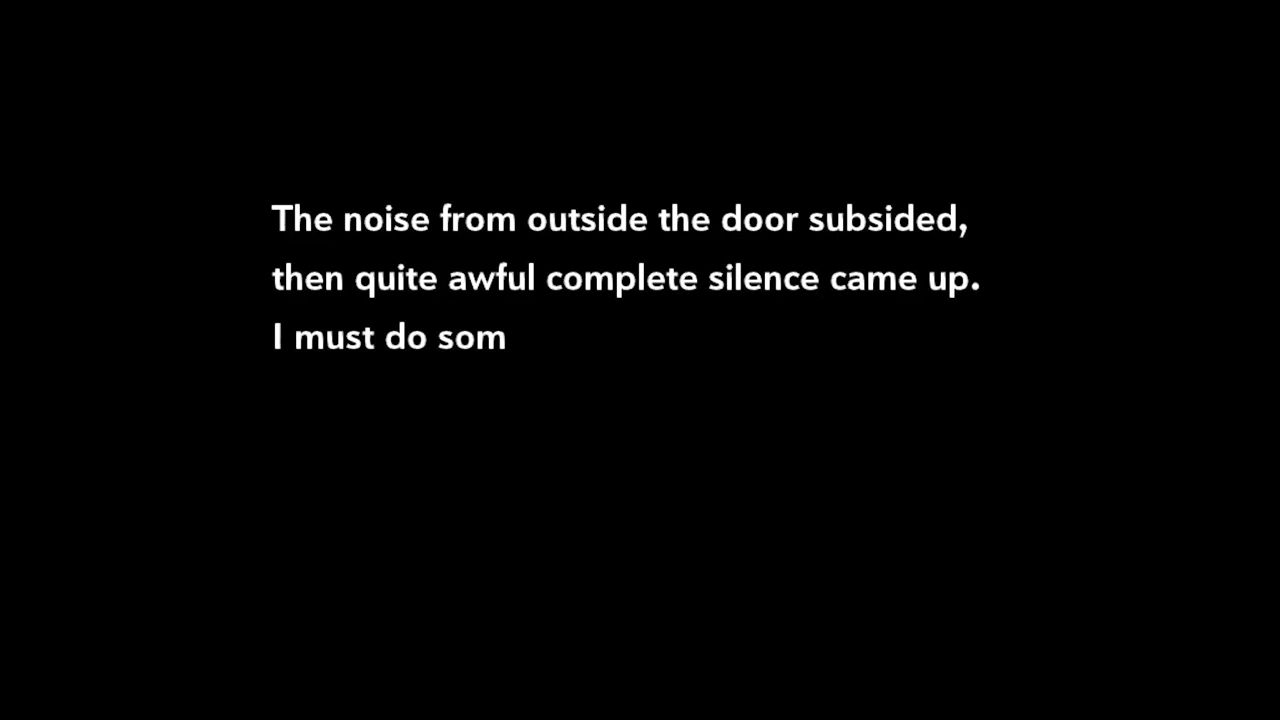 The noise from outside the door subsided,
then quite awful complete silence came up.
I must do som